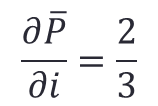 ∂P̄/∂i = 2/3